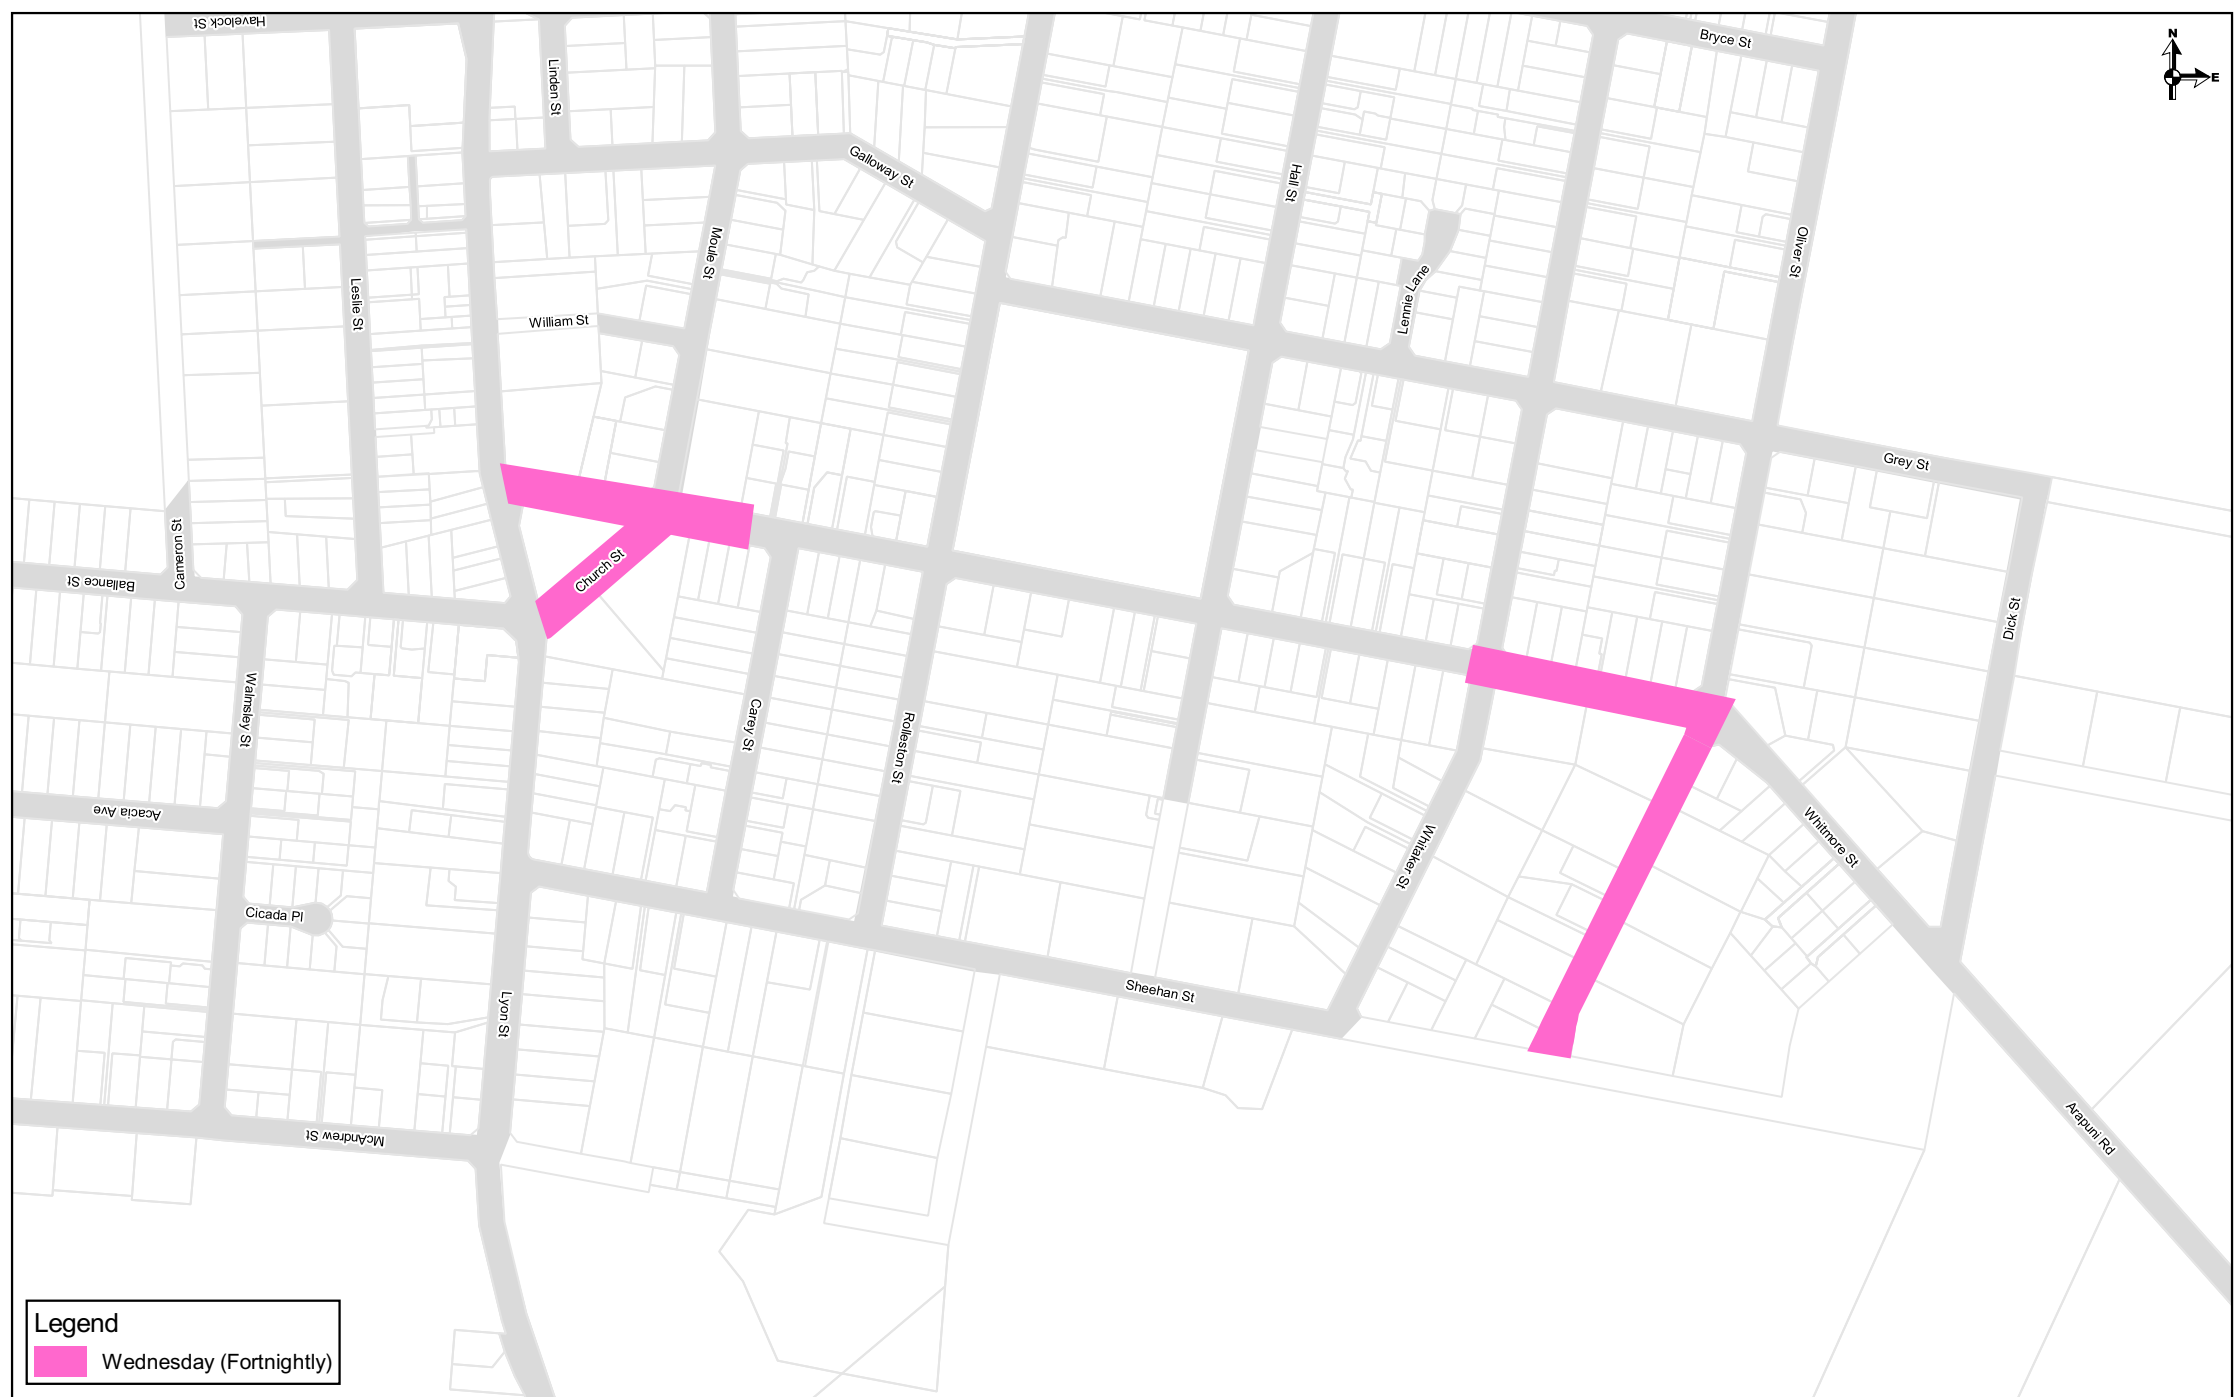 Havelock St
Bryce St
N
E
Linden St
Galloway St
Hall St
Moule St
Oliver St
Leslie St
Lennie Lane
William St
Grey St
Cameron St
Ballance St
Church St
Dick St
Walmsley St
Carey St
Rolleston St
Acacia Ave
Whitmore St
Whitaker St
Cicada Pl
Sheehan St
Lyon St
McAndrew St
Arapuni Rd
Legend
Wednesday (Fortnightly)